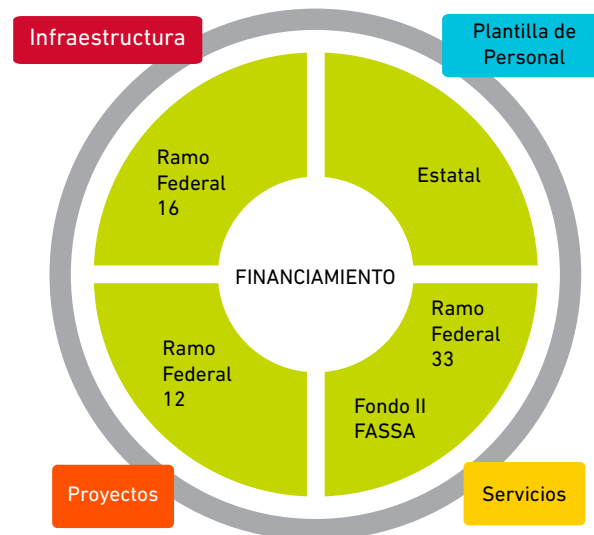 Infraestructura
Plantilla de
Personal
Ramo
Federal
16
Estatal
FINANCIAMIENTO
Ramo
Federal
12
Ramo
Federal
33
Fondo II
FASSA
Proyectos
Servicios